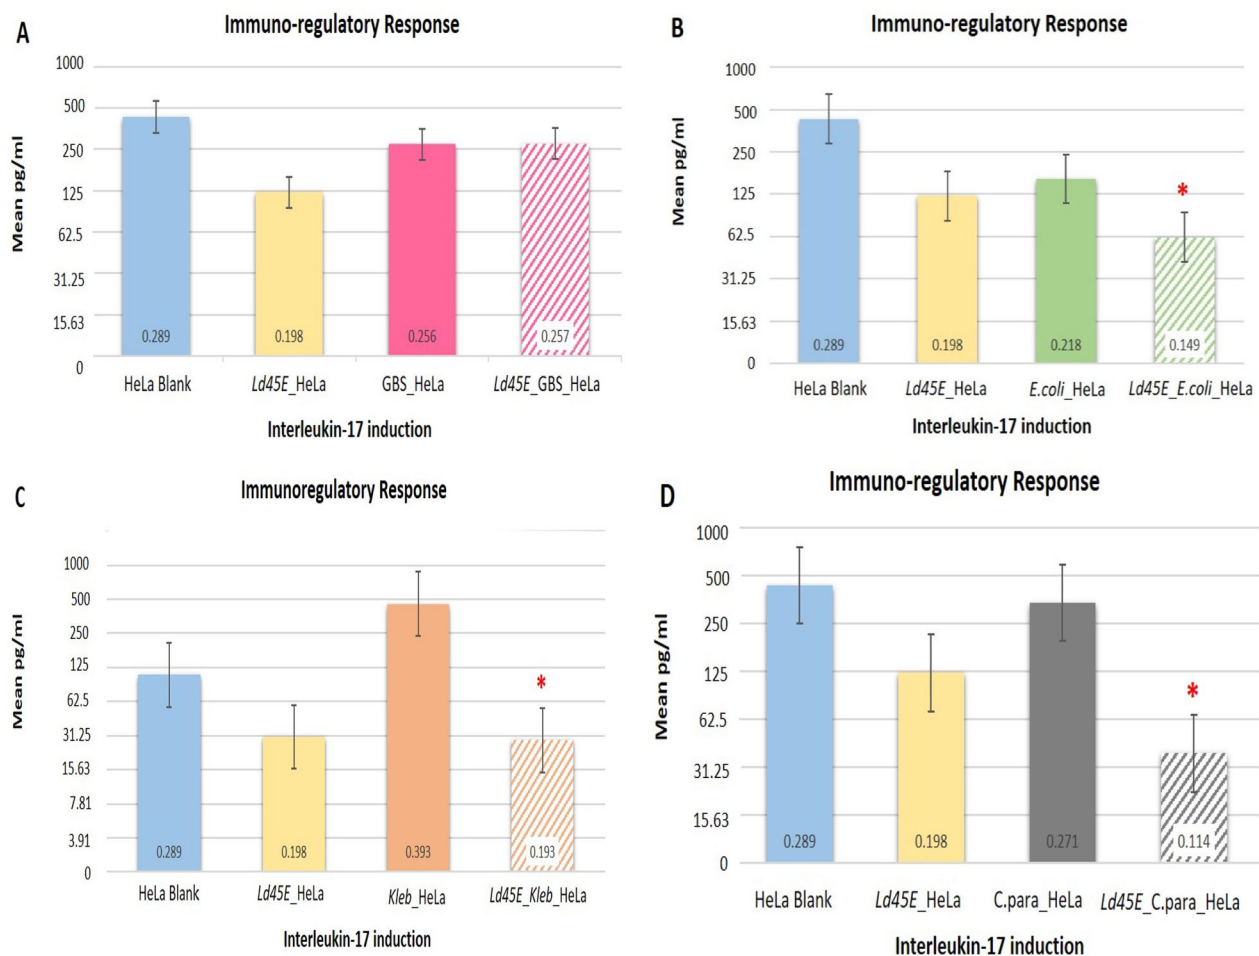 A
Immuno-regulatory Response
1000
500
250
125
62.5
31.25
15.63
0
Mean pg/ml
0.289
0.198
0.256
0.257
HeLa Blank
Ld45E_HeLa
GBS_HeLa
Ld45E_GBS_HeLa
Interleukin-17 induction
B
Immuno-regulatory Response
1000
500
250
125
62.5
31.25
15.63
0
Mean pg/ml
*
0.289
0.198
0.218
0.149
HeLa Blank
Ld45E_HeLa
E.coli_HeLa
Ld45E_E.coli_HeLa
Interleukin-17 induction
C
Immunoregulatory Response
1000
500
250
125
62.5
31.25
15.63
7.81
3.91
0
Mean pg/ml
*
0.289
0.198
0.393
0.193
HeLa Blank
Ld45E_HeLa
Kleb_HeLa
Ld45E_Kleb_HeLa
Interleukin-17 induction
D
Immuno-regulatory Response
1000
500
250
125
62.5
31.25
15.63
0
Mean pg/ml
*
0.289
0.198
0.271
0.114
HeLa Blank
Ld45E_HeLa
C.para_HeLa
Ld45E_C.para_HeLa
Interleukin-17 induction